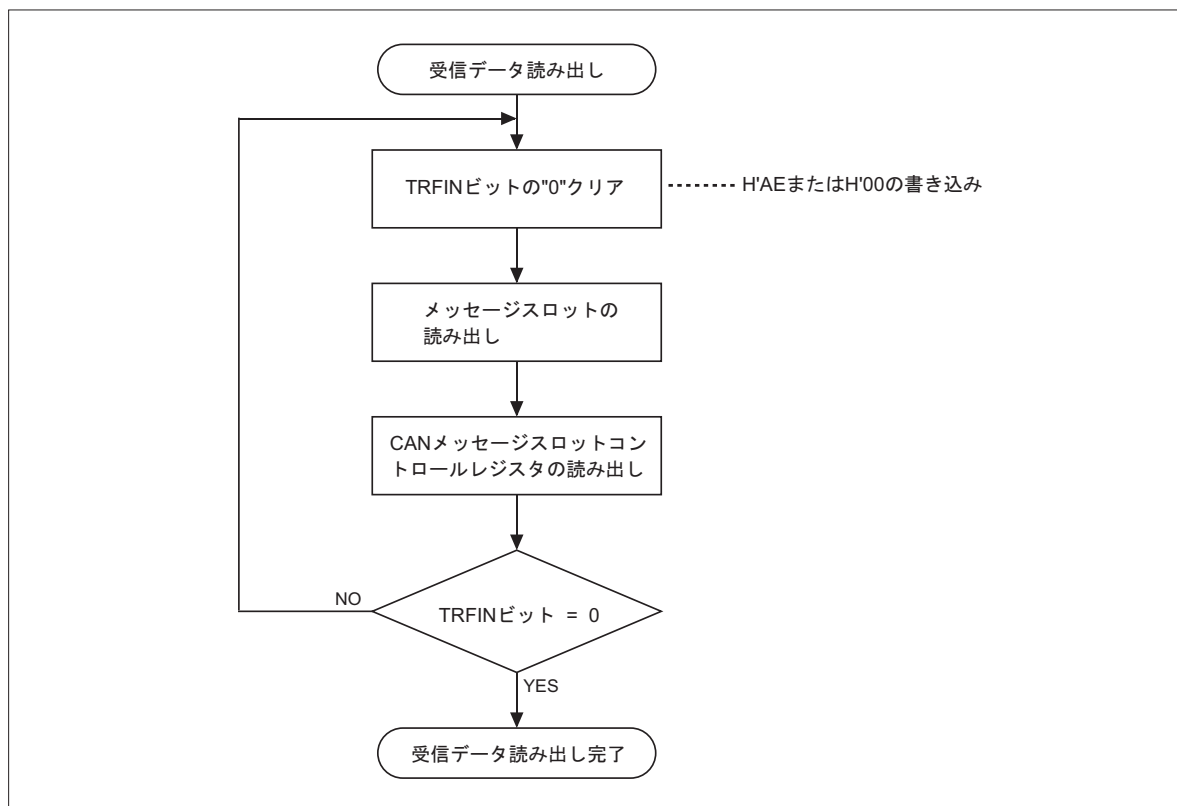 受信データ読み出し
TRFINビットの"0"クリア
H'AEまたはH'00の書き込み
メッセージスロットの
読み出し
CANメッセージスロットコン
トロールレジスタの読み出し
NO
TRFINビット = 0
YES
受信データ読み出し完了